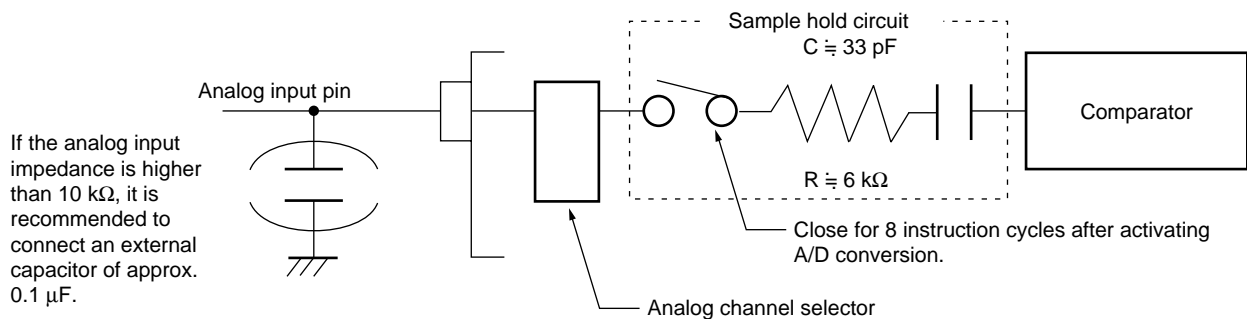 Sample hold circuit
C ≒ 33 pF
Analog input pin
Comparator
If the analog input
impedance is higher
than 10 kΩ, it is
recommended to
connect an external
capacitor of approx.
0.1 μF.
R ≒ 6 kΩ
Close for 8 instruction cycles after activating
A/D conversion.
Analog channel selector